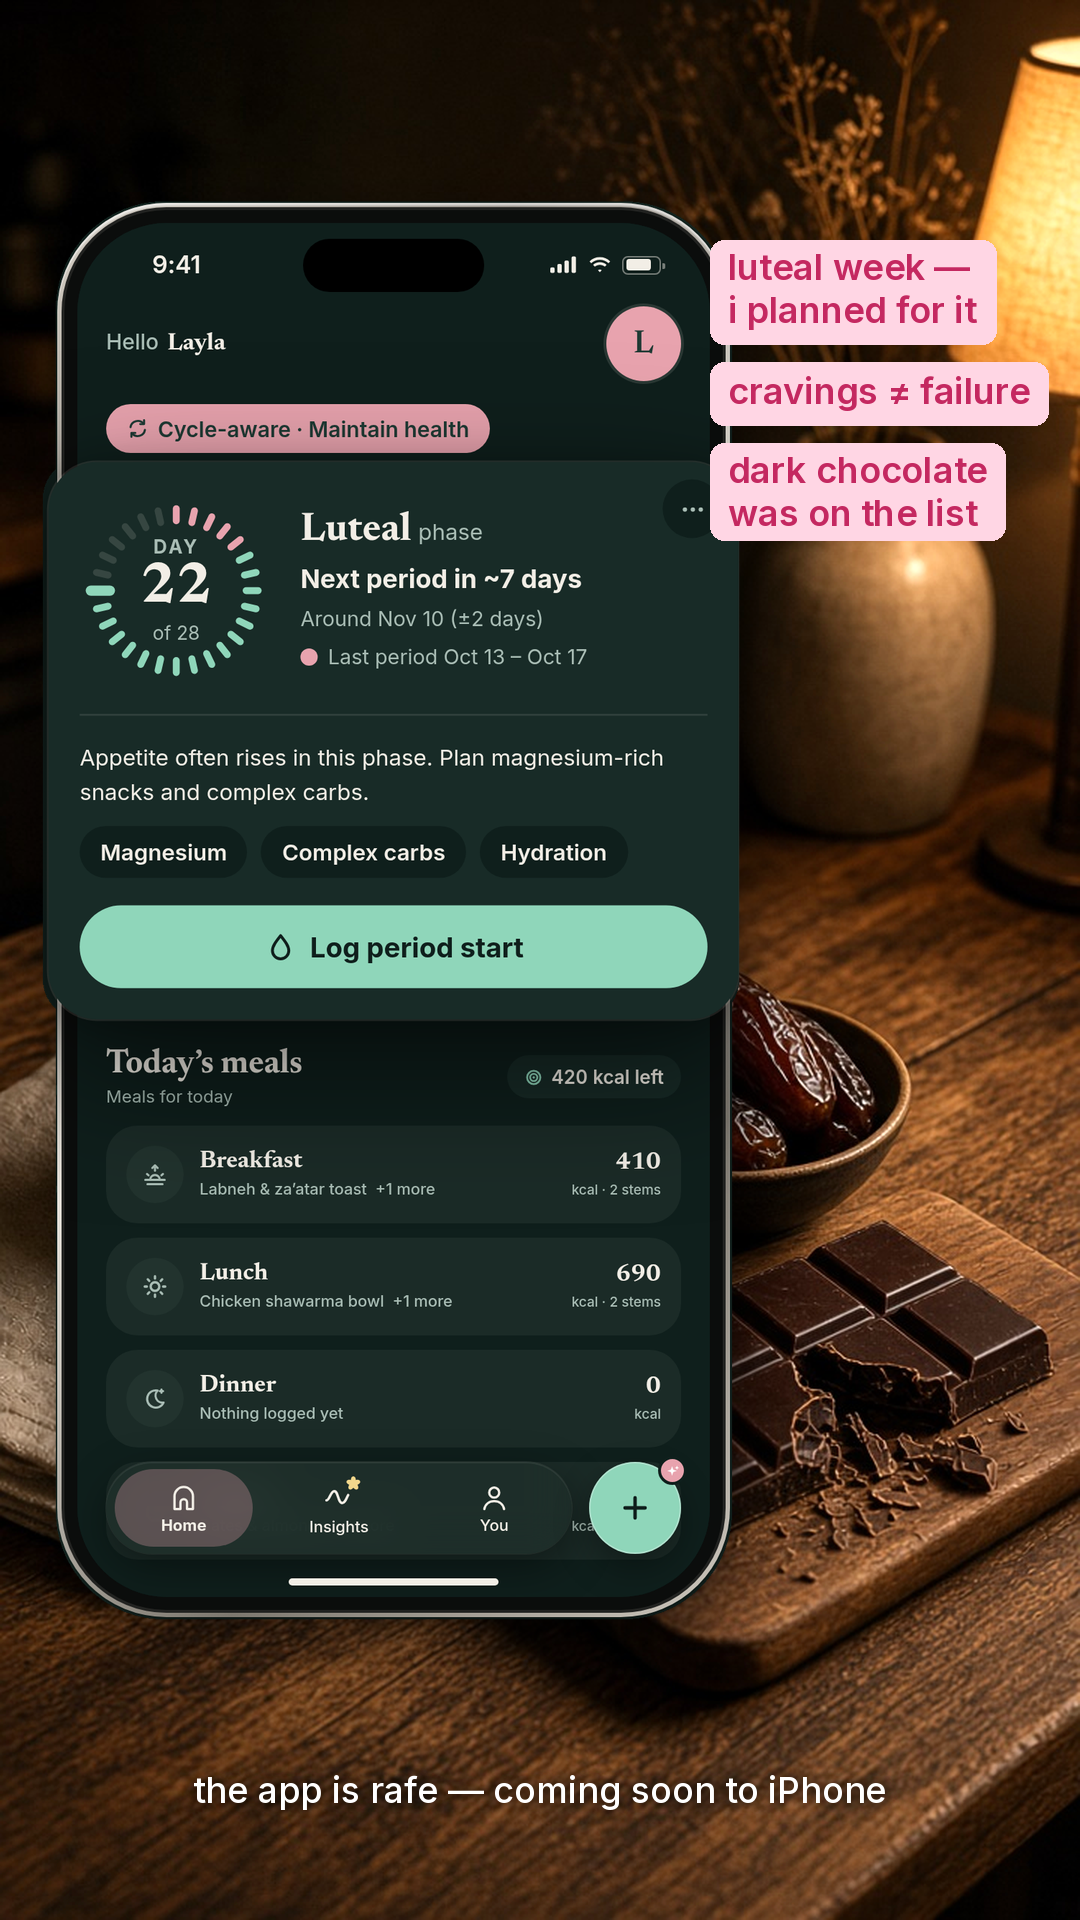 9:41
Hello Layla
L
Cycle-aware · Maintain health
luteal week —
i planned for it
cravings ≠ failure
dark chocolate
was on the list
DAY
22
of 28
Luteal phase
Next period in ~7 days
Around Nov 10 (±2 days)
Last period Oct 13 – Oct 17
Appetite often rises in this phase. Plan magnesium-rich
snacks and complex carbs.
Magnesium
Complex carbs
Hydration
Log period start
Today’s meals
Meals for today
420 kcal left
Breakfast
Labneh & za’atar toast +1 more
410
kcal · 2 stems
Lunch
Chicken shawarma bowl +1 more
690
kcal · 2 stems
Dinner
Nothing logged yet
0
kcal
Home
Insights
You
the app is rafe — coming soon to iPhone